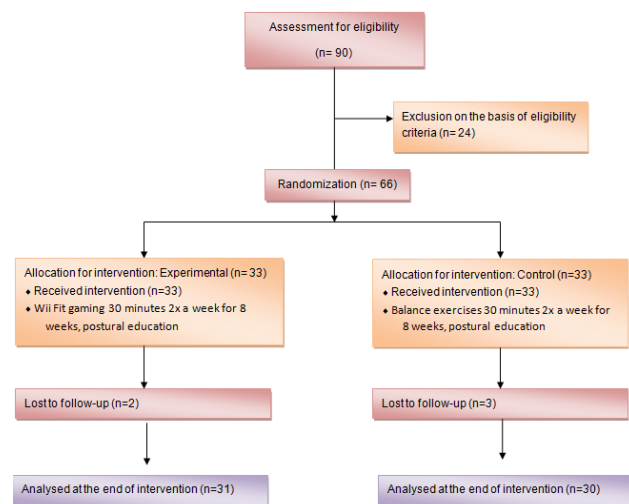 Assessment for eligibility
(n= 90)
Exclusion on the basis of eligibility
criteria (n= 24)
Randomization (n= 66)
Allocation for intervention: Experimental (n= 33)
♦ Received intervention (n=33)
♦ Wii Fit gaming 30 minutes 2x a week for 8
weeks, postural education
Allocation for intervention: Control (n=33)
♦ Received intervention (n=33)
♦ Balance exercises 30 minutes 2x a week for
8 weeks, postural education
Lost to follow-up (n=2)
Lost to follow-up (n=3)
Analysed at the end of intervention (n=31)
Analysed at the end of intervention (n=30)